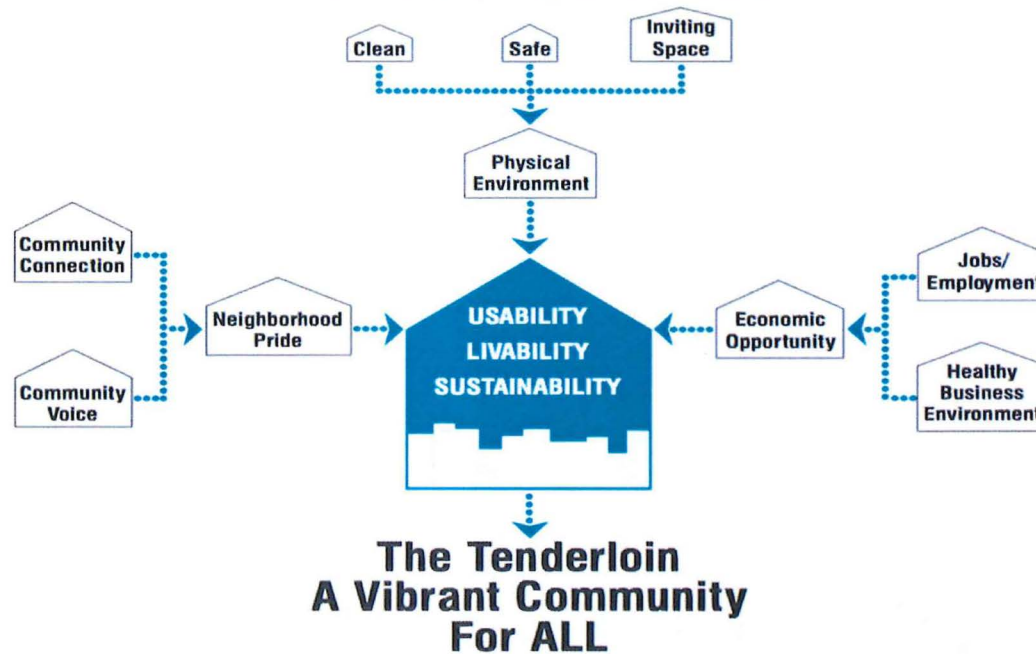 Clean
Safe
Inviting
Space
Physical
Environment
Community
Connection
Neighborhood
Pride
Community
Voice
USABILITY
LIVABILITY
SUSTAINABILITY
Economic
Opportunity
Jobs/
Employment
Healthy
Business
Environment
The Tenderloin
A Vibrant Community
For ALL